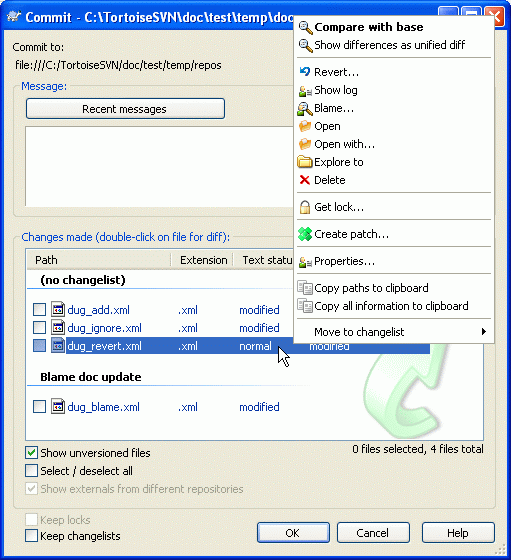 Commit - C:\TortoiseSVN\doc\test\temp\doc
Commit to:
file:///C:/TortoiseSVN/doc/test/temp/repos
Message:
Recent messages
Compare with base
Show differences as unified diff
Revert...
Show log
Blame...
Open
Open with...
Explore to
Delete
Get lock...
Create patch...
Properties...
Copy paths to clipboard
Copy all information to clipboard
Move to changelist
Changes made (double-click on file for diff):
Path Extension Text statu
(no changelist)
dug_add.xml .xml modified
dug_ignore.xml .xml modified
dug_revert.xml .xml normal modified
Blame doc update
dug_blame.xml .xml modified
Show unversioned files
0 files selected, 4 files total
Select / deselect all
Show externals from different repositories
Keep locks
Keep changelists
OK Cancel Help